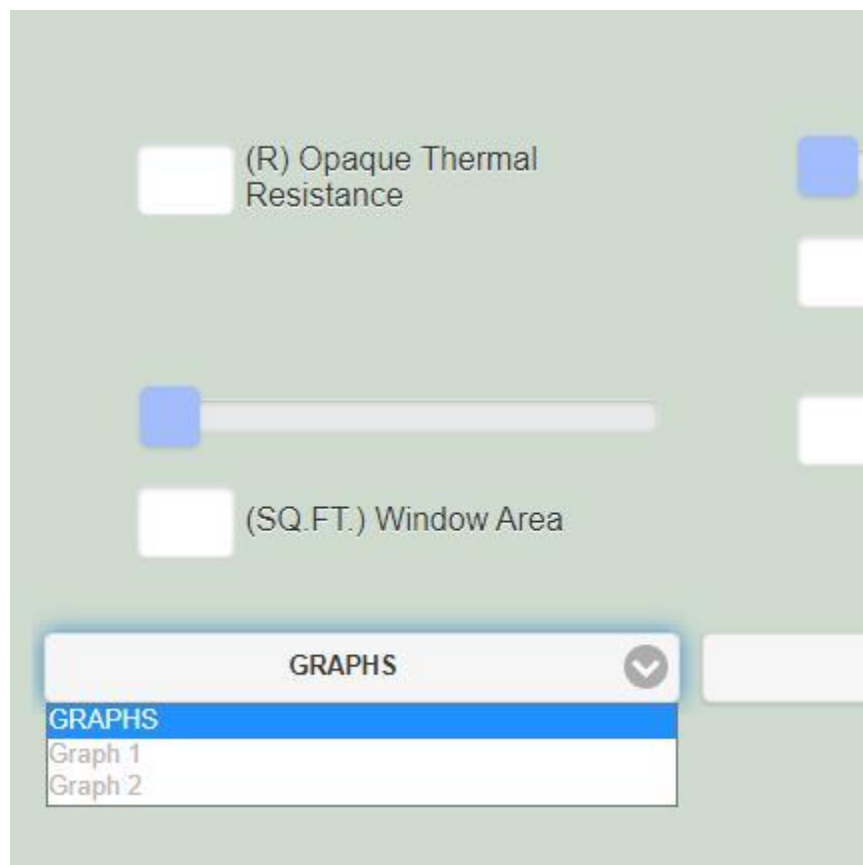 (R) Opaque Thermal
Resistance
(SQ.FT.) Window Area
GRAPHS
GRAPHS
Graph 1
Graph 2